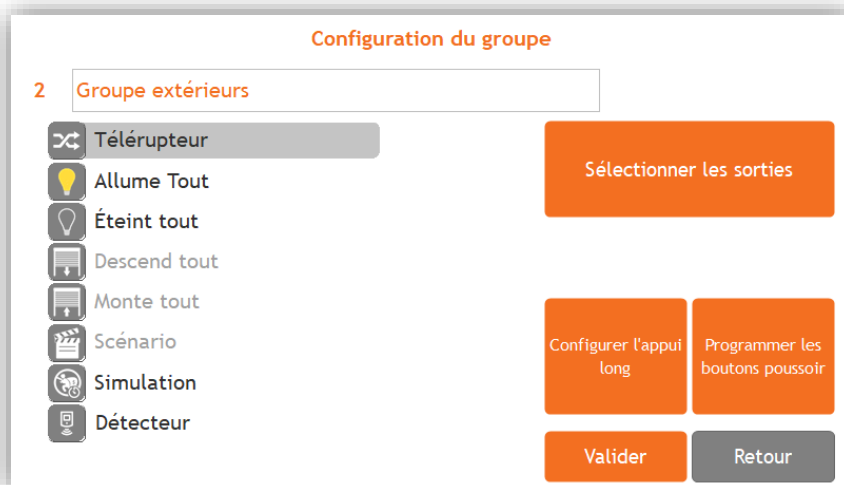 Configuration du groupe
2 Groupe extérieurs
Télérupteur
Allume Tout
Éteint tout
Descend tout
Monte tout
Scénario
Simulation
Détecteur
Sélectionner les sorties
Configurer l'appui
long
Programmer les
boutons poussoir
Valider
Retour